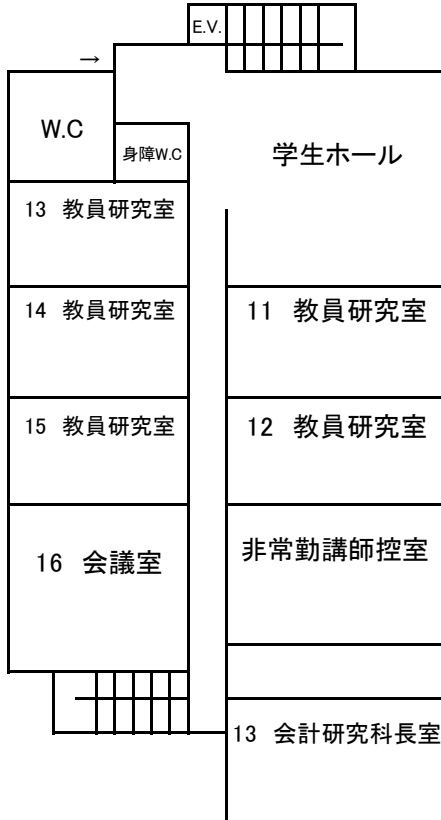 E.V.
→
W.C
身障W.C
学生ホール
13 教員研究室
14 教員研究室
11 教員研究室
15 教員研究室
12 教員研究室
16 会議室
非常勤講師控室
13 会計研究科長室